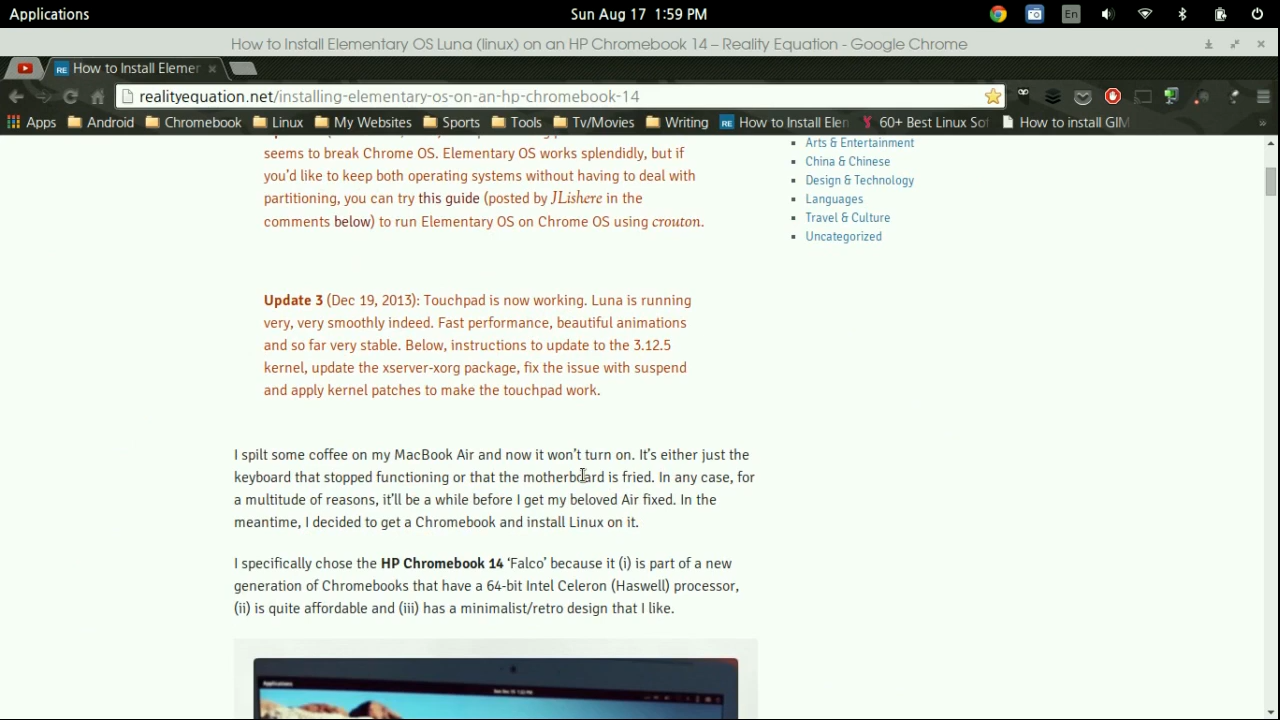 Applications
Sun Aug 17 1:59 PM
En
How to Install Elementary OS Luna (linux) on an HP Chromebook 14 – Reality Equation - Google Chrome
RE How to Install Elemer
realityequation.net/installing-elementary-os-on-an-hp-chromebook-14
Apps Android Chromebook Linux My Websites Sports Tools Tv/Movies Writing RE How to Install Elen 60+ Best Linux Sof How to install GIM »
seems to break Chrome OS. Elementary OS works splendidly, but if
you'd like to keep both operating systems without having to deal with
partitioning, you can try this guide (posted by JLishere in the
comments below) to run Elementary OS on Chrome OS using crouton.
Arts & Entertainment
China & Chinese
Design & Technology
Languages
Travel & Culture
Uncategorized
Update 3 (Dec 19, 2013): Touchpad is now working. Luna is running
very, very smoothly indeed. Fast performance, beautiful animations
and so far very stable. Below, instructions to update to the 3.12.5
kernel, update the xserver-xorg package, fix the issue with suspend
and apply kernel patches to make the touchpad work.
I spilt some coffee on my MacBook Air and now it won't turn on. It's either just the
keyboard that stopped functioning or that the motherboard is fried. In any case, for
a multitude of reasons, it'll be a while before I get my beloved Air fixed. In the
meantime, I decided to get a Chromebook and install Linux on it.
I specifically chose the HP Chromebook 14 'Falco' because it (i) is part of a new
generation of Chromebooks that have a 64-bit Intel Celeron (Haswell) processor,
(ii) is quite affordable and (iii) has a minimalist/retro design that I like.
Applications